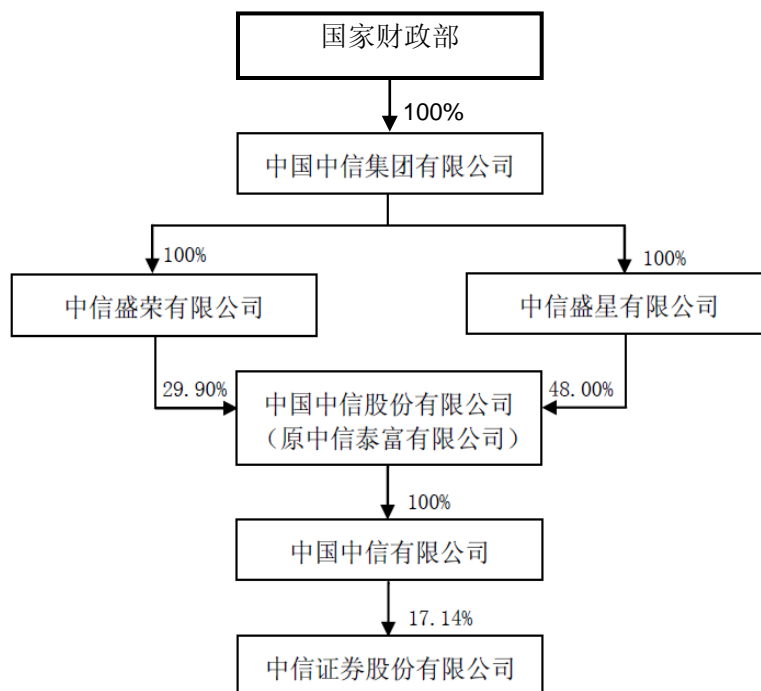 国家财政部
100%
中国中信集团有限公司
100%
100%
中信盛荣有限公司
中信盛星有限公司
29.90%
中国中信股份有限公司
（原中信泰富有限公司）
48.00%
100%
中国中信有限公司
17.14%
中信证券股份有限公司